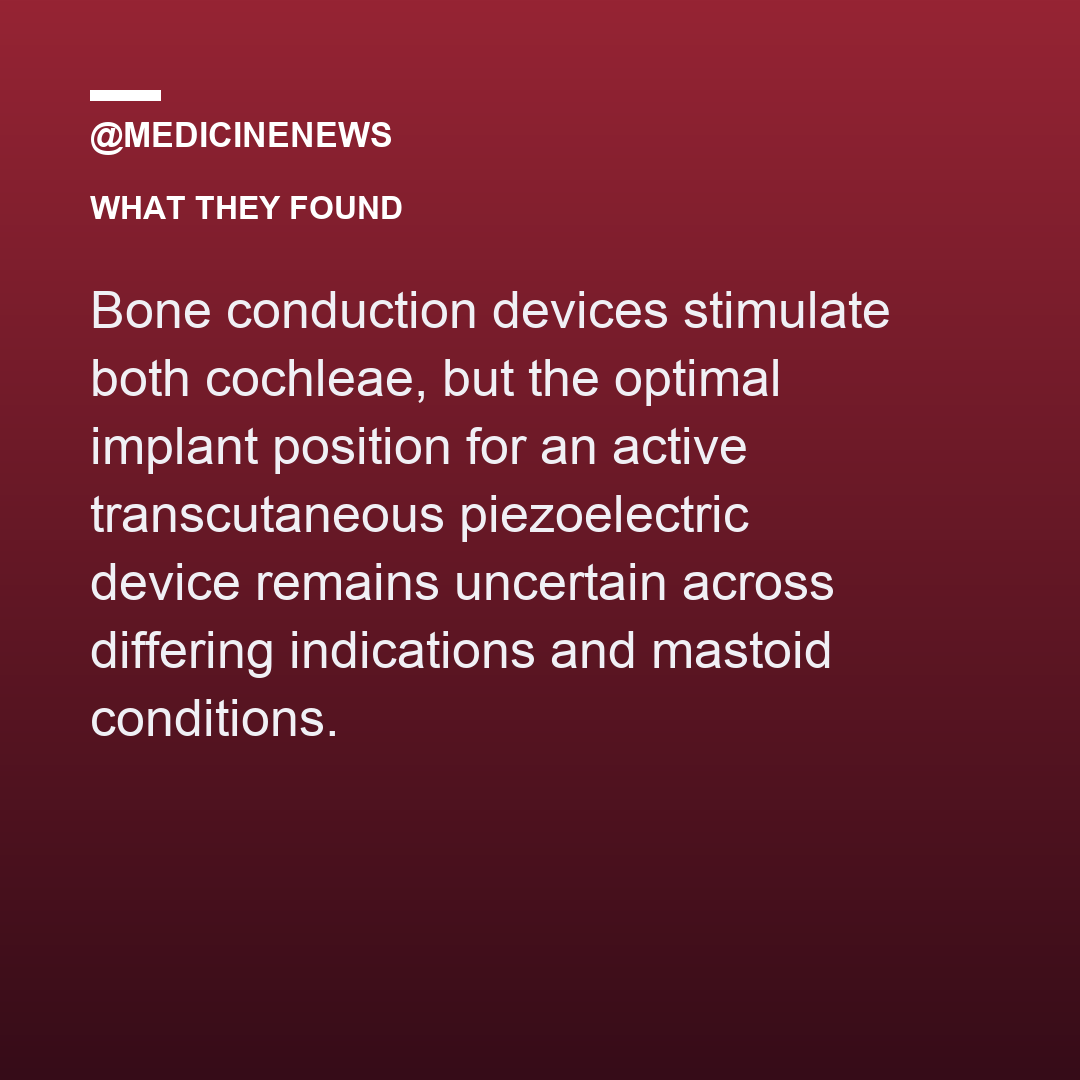 @MEDICINENEWS
WHAT THEY FOUND
Bone conduction devices stimulate
both cochleae, but the optimal
implant position for an active
transcutaneous piezoelectric
device remains uncertain across
differing indications and mastoid
conditions.